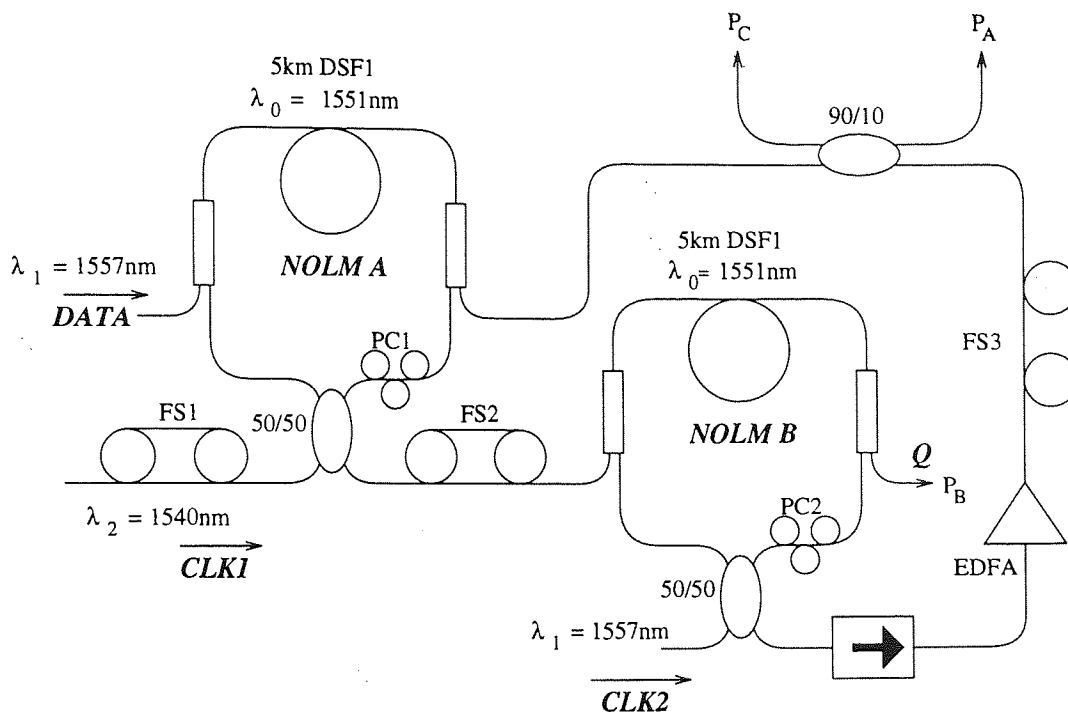 P_C
P_A
5km DSF1
λ_0 = 1551nm
90/10
NOLM A
λ_1 = 1557nm
DATA
5km DSF1
λ_0= 1551nm
PC1
FS3
FS1
50/50
FS2
NOLM B
Q
P_B
λ_2 = 1540nm
CLK1
PC2
EDFA
50/50
λ_1 = 1557nm
CLK2